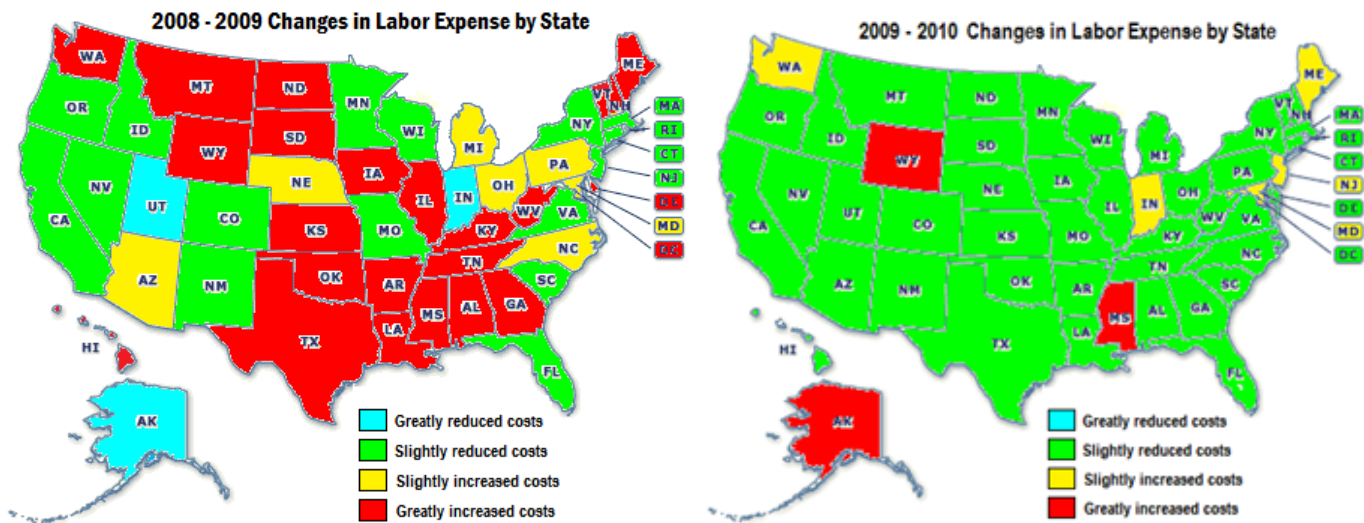 2008 - 2009 Changes in Labor Expense by State
WA
MT
ND
MN
ME
VT
NH
OR
ID
WY
SD
WI
MI
NY
MA
RI
CT
NJ
MD
NV
UT
CO
NE
IA
IL
IN
OH
PA
CA
AZ
NM
KS
MO
KY
WV
VA
OK
AR
TN
NC
TX
LA
MS
AL
GA
SC
FL
HI
AK
Greatly reduced costs
Slightly reduced costs
Slightly increased costs
Greatly increased costs
2009 - 2010 Changes in Labor Expense by State
WA
MT
ND
MN
ME
VT
NH
OR
ID
WY
SD
WI
MI
NY
MA
RI
CT
NJ
DE
MD
DC
NV
UT
CO
NE
IA
IL
IN
OH
PA
CA
AZ
NM
KS
MO
KY
WV
VA
OK
AR
TN
NC
TX
LA
MS
AL
GA
SC
FL
HI
AK
Greatly reduced costs
Slightly reduced costs
Slightly increased costs
Greatly increased costs